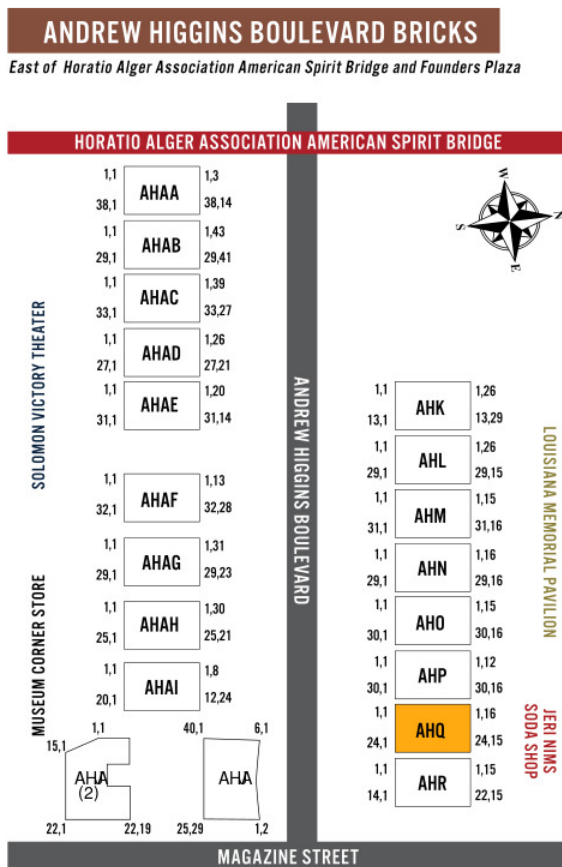 ANDREW HIGGINS BOULEVARD BRICKS
East of Horatio Alger Association American Spirit Bridge and Founders Plaza
HORATIO ALGER ASSOCIATION AMERICAN SPIRIT BRIDGE
W
N
S
E
1,1 1,3
AHAA
38,1 38,14
1,1 1,43
AHAB
29,1 29,41
1,1 1,39
AHAC
33,1 33,27
1,1 1,26
AHAD
27,1 27,21
1,1 1,20
AHAE
31,1 31,14
1,1 1,13
AHAF
32,1 32,28
1,1 1,31
AHAG
29,1 29,23
1,1 1,30
AHAH
25,1 25,21
1,1 1,8
AHAI
20,1 12,24
1,1
15,1
AHA
(2)
22,1 22,19
40,1 6,1
AHA
25,29 1,2
SOLOMON VICTORY THEATER
MUSEUM CORNER STORE
ANDREW HIGGINS BOULEVARD
1,1 1,26
AHK
13,1 13,29
1,1 1,26
AHL
29,1 29,15
1,1 1,15
AHM
31,1 31,16
1,1 1,16
AHN
29,1 29,16
1,1 1,15
AHO
30,1 30,16
1,1 1,12
AHP
30,1 30,16
1,1 1,16
AHQ
24,1 24,15
1,1 1,15
AHR
14,1 22,15
LOUISIANA MEMORIAL PAVILION
JERI NIMS
SODA SHOP
MAGAZINE STREET